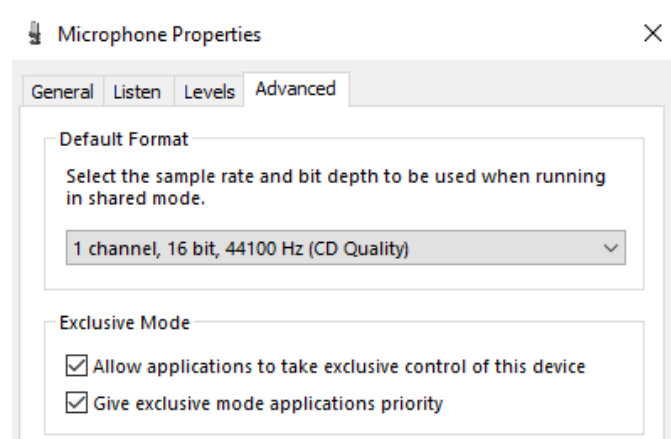 Microphone Properties
General Listen Levels Advanced
Default Format
Select the sample rate and bit depth to be used when running
in shared mode.
1 channel, 16 bit, 44100 Hz (CD Quality)
Exclusive Mode
Allow applications to take exclusive control of this device
Give exclusive mode applications priority